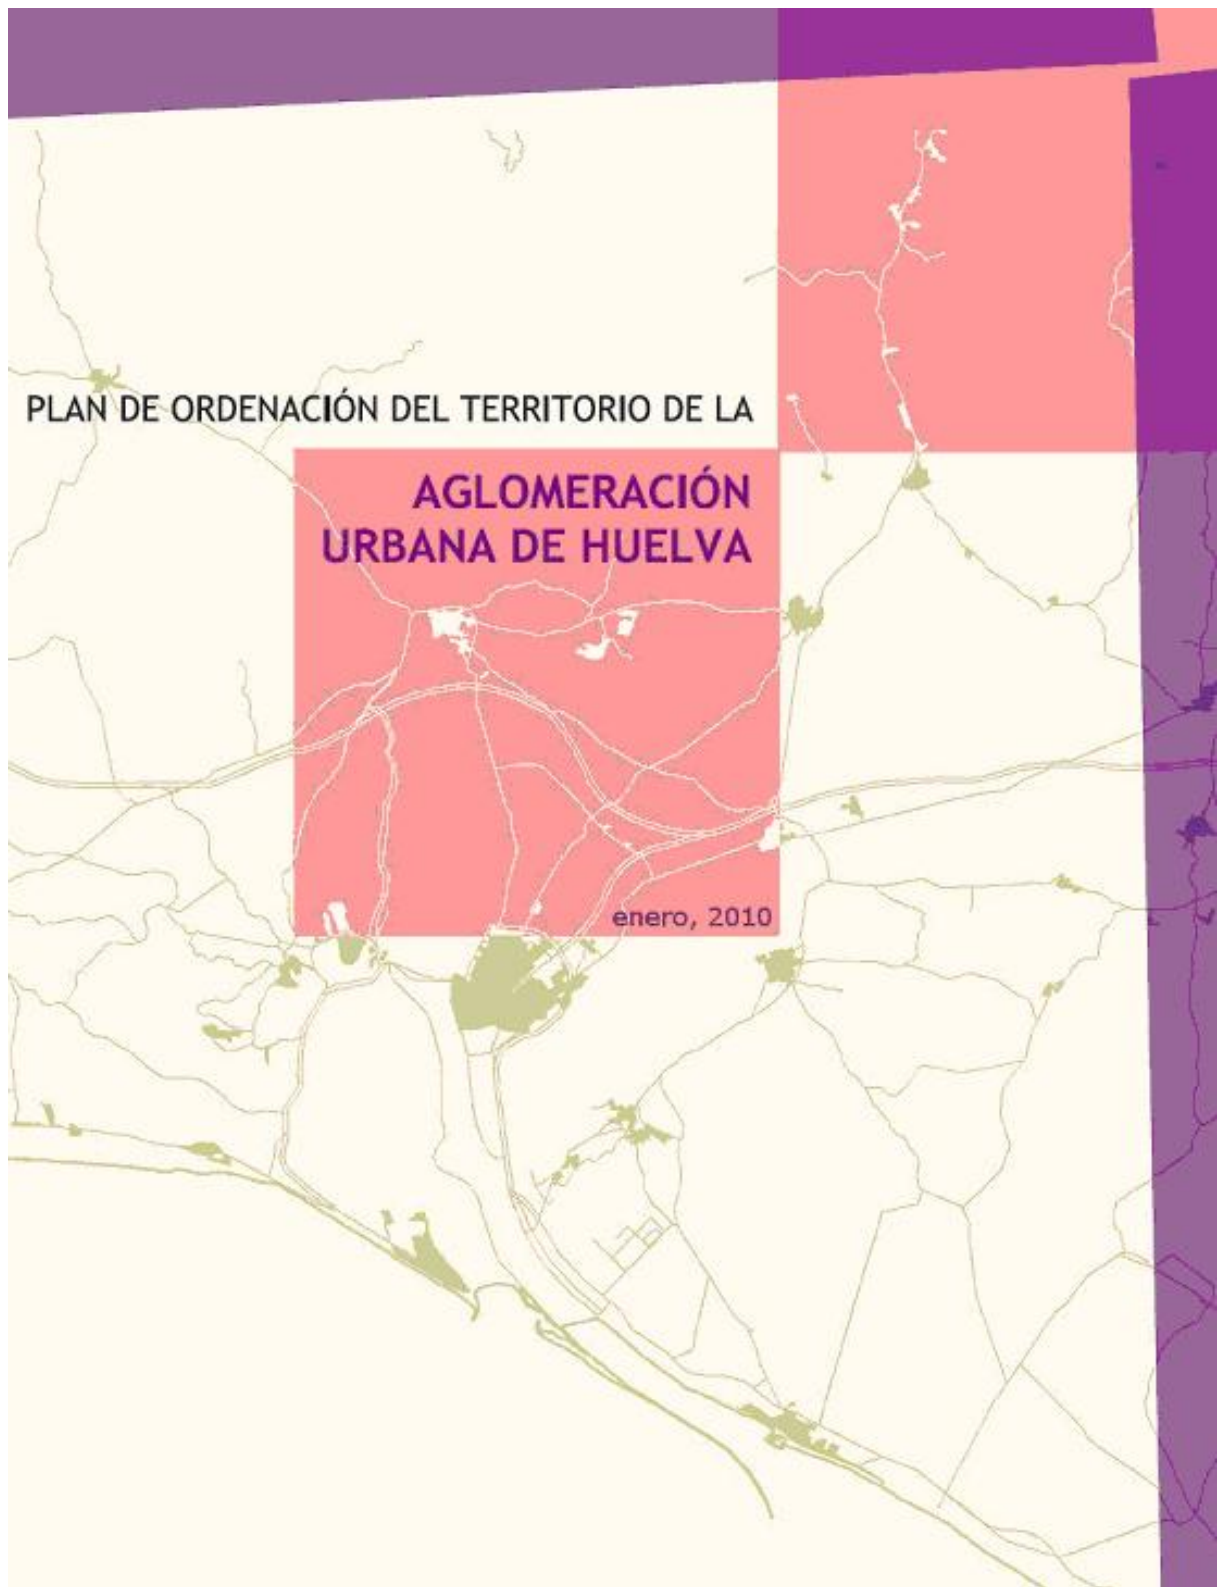 PLAN DE ORDENACIÓN DEL TERRITORIO DE LA
AGLOMERACIÓN
URBANA DE HUELVA
enero, 2010